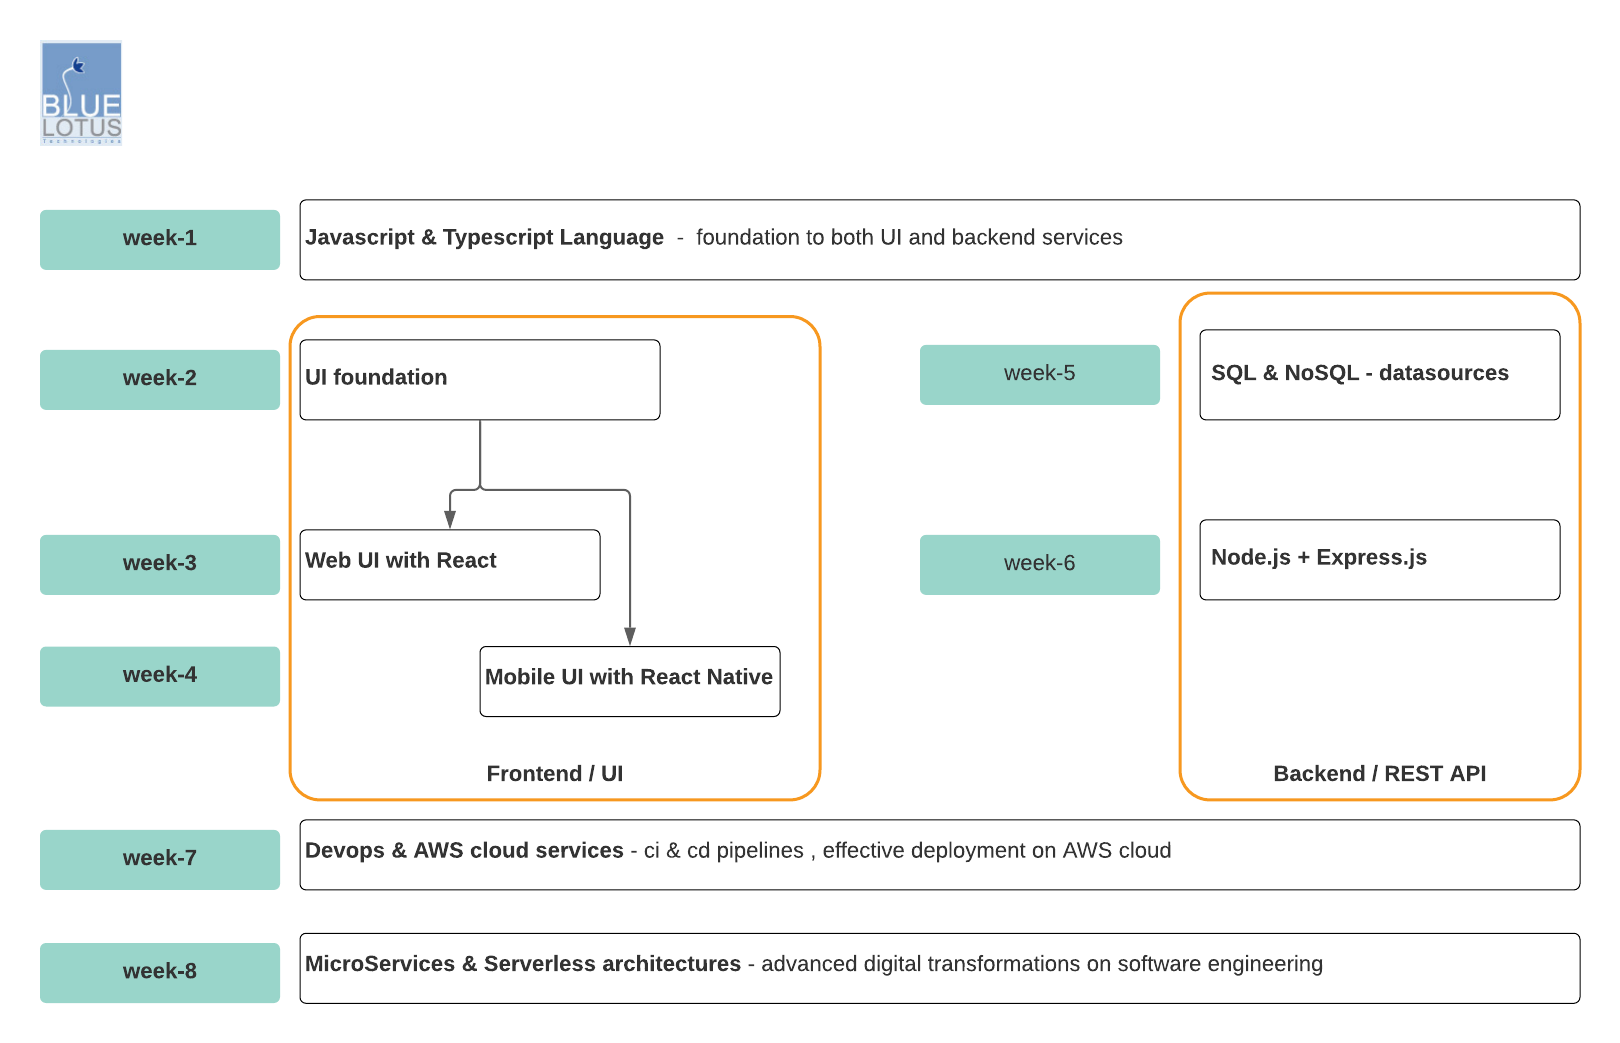 BLUE
LOTUS
Technologies
week-1
Javascript & Typescript Language - foundation to both UI and backend services
week-2
UI foundation
week-5
SQL & NoSQL - datasources
week-3
Web UI with React
week-6
Node.js + Express.js
week-4
Mobile UI with React Native
Frontend / UI
Backend / REST API
week-7
Devops & AWS cloud services - ci & cd pipelines , effective deployment on AWS cloud
week-8
MicroServices & Serverless architectures - advanced digital transformations on software engineering